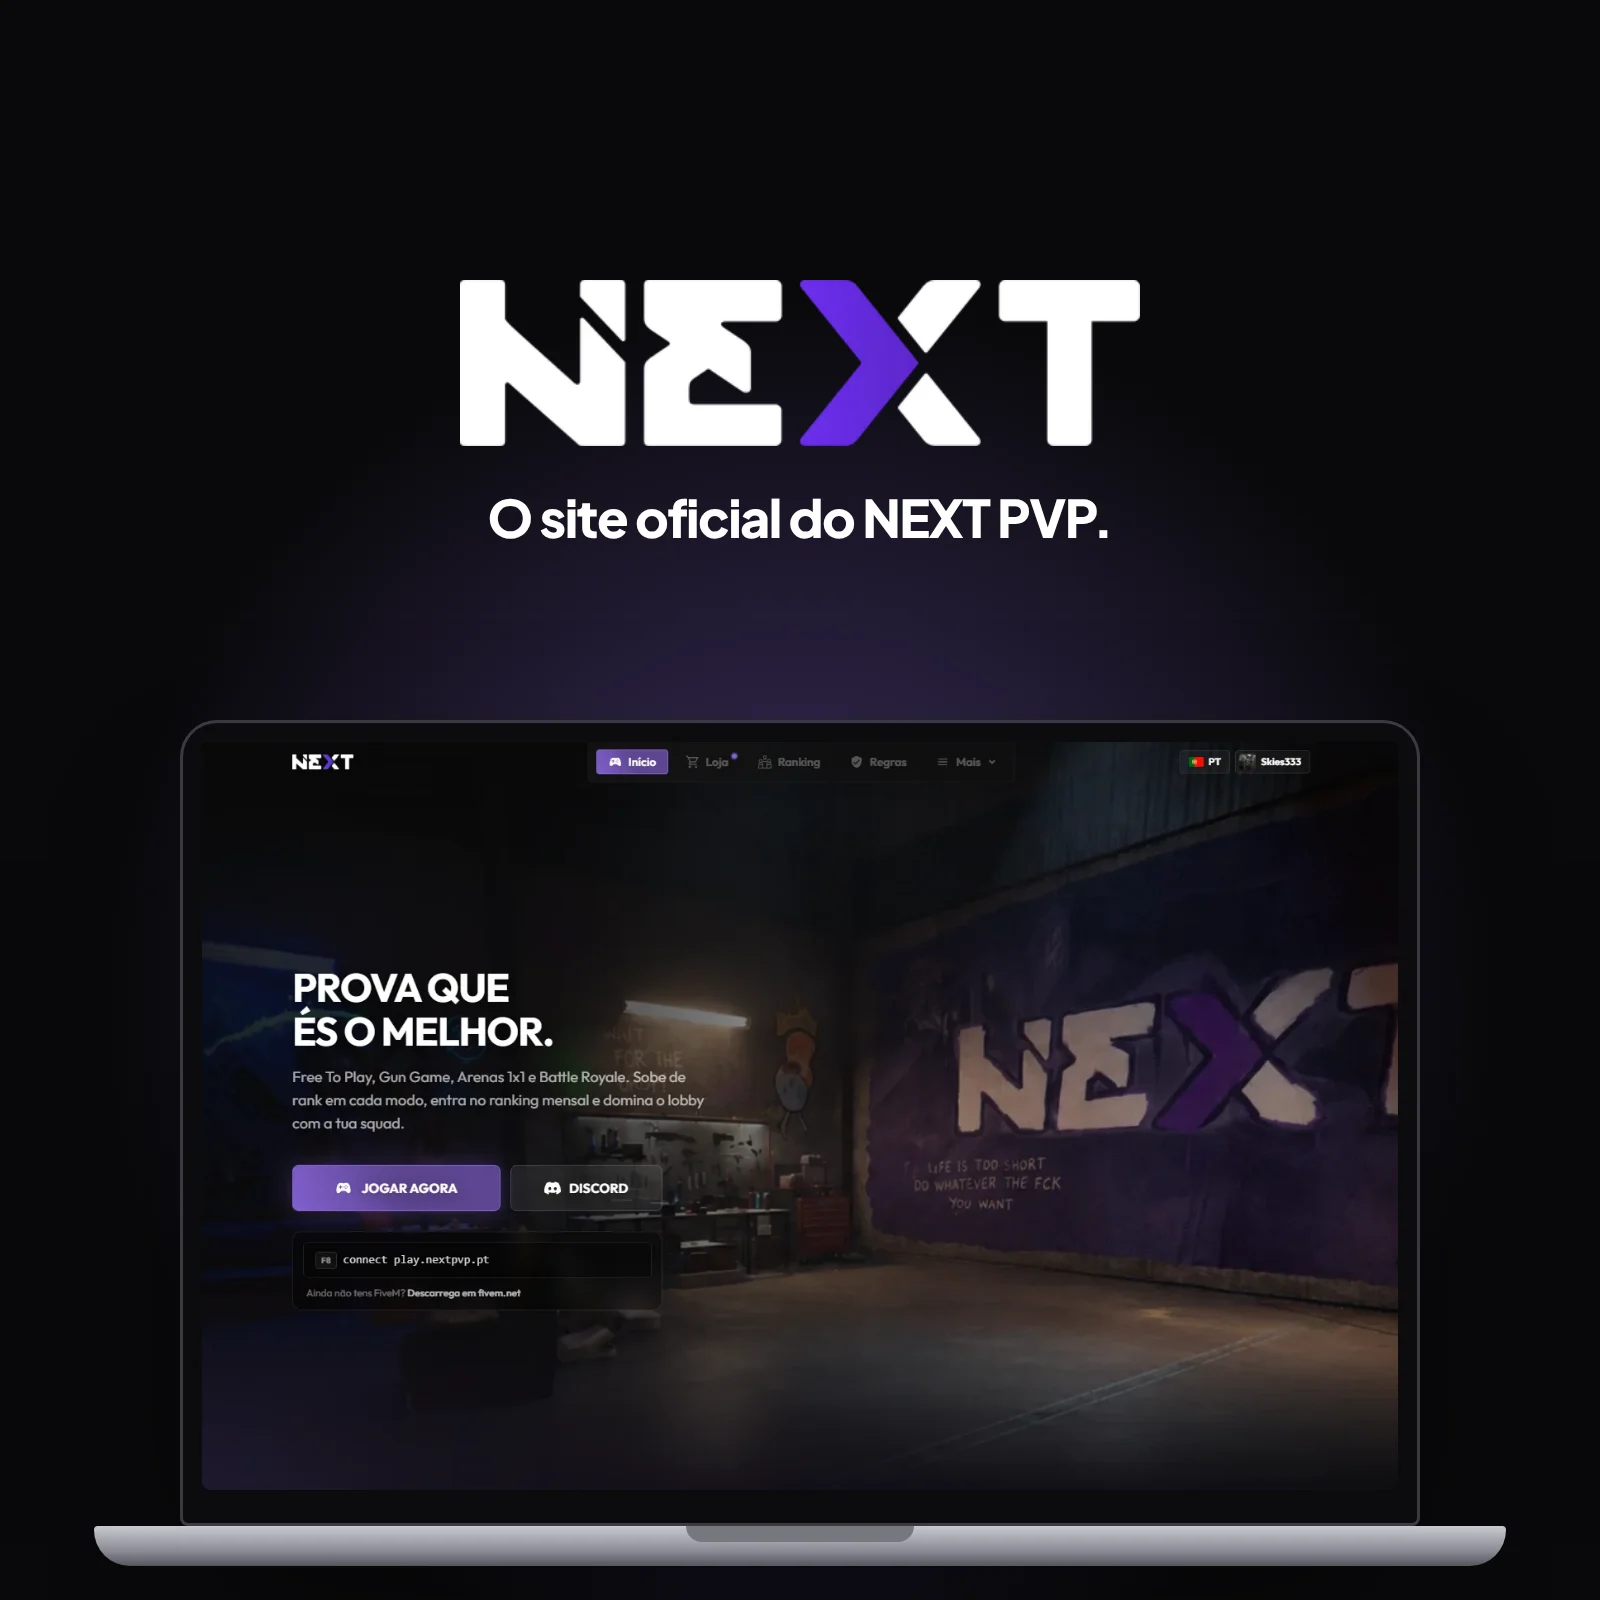 NEXT
O site oficial do NEXT PVP.
NEXT
Início
Loja
Ranking
Regras
Mais
PT
Skies333
PROVA QUE
ÉS O MELHOR.
Free To Play, Gun Game, Arenas 1x1 e Battle Royale. Sobe de
rank em cada modo, entra no ranking mensal e domina o lobby
com a tua squad.
JOGAR AGORA
DISCORD
F8 connect play.nextpvp.pt
Ainda não tens FiveM? Descarrega em fivem.net
FOR THE
NEXT
LIFE IS TOO SHORT
DO WHATEVER THE FCK
YOU WANT